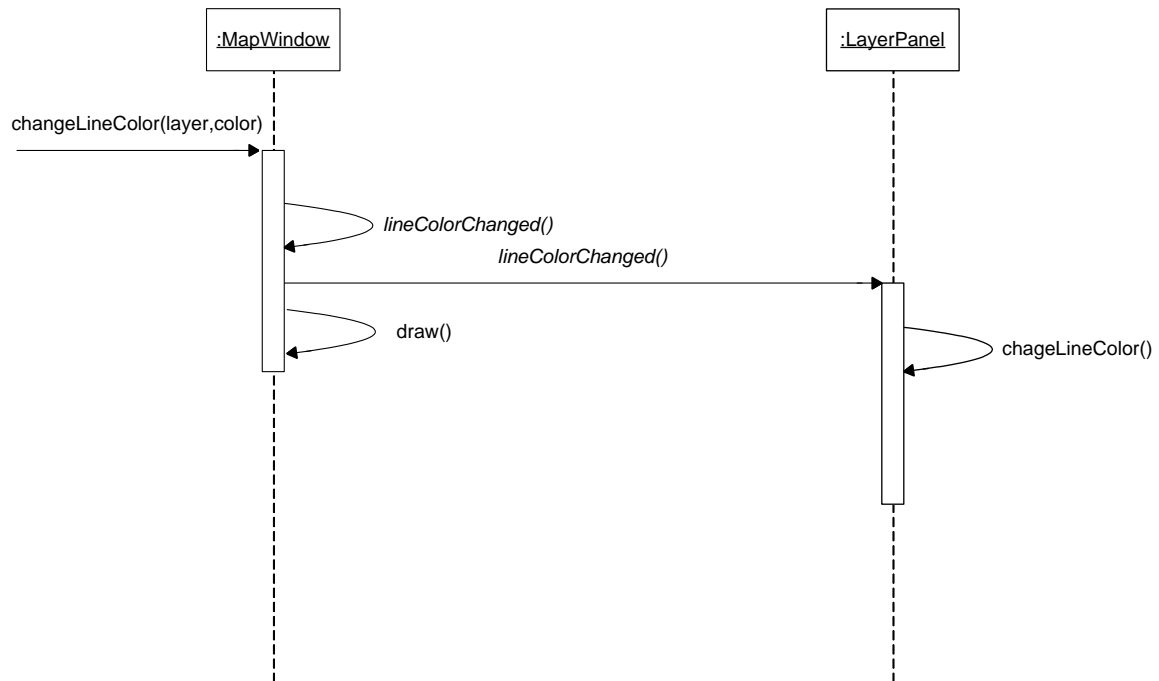 :MapWindow
:LayerPanel
changeLineColor(layer,color)
lineColorChanged()
lineColorChanged()
draw()
chageLineColor()